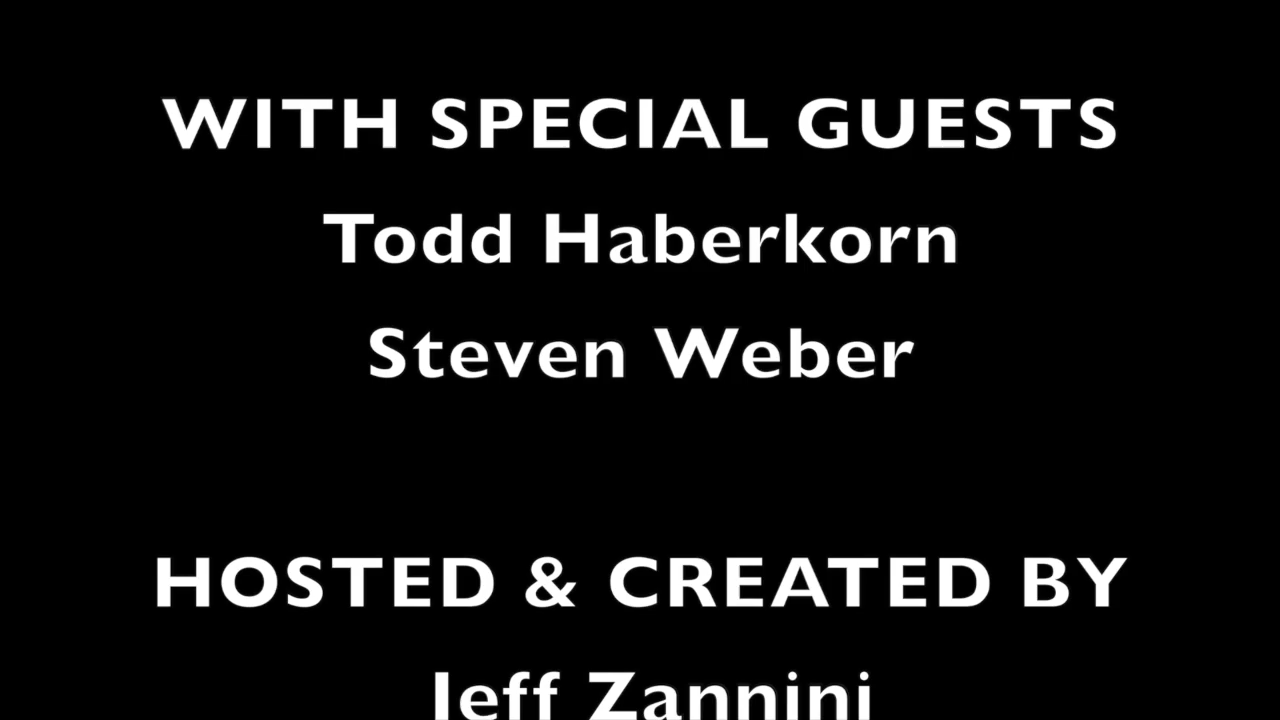 WITH SPECIAL GUESTS
Todd Haberkorn
Steven Weber
HOSTED & CREATED BY
Jeff Zannini